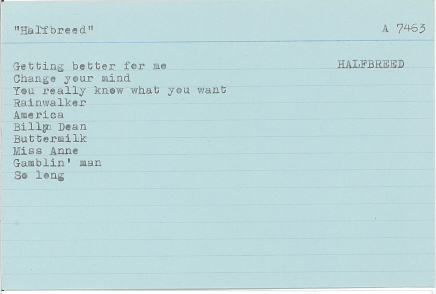 "Halfbreed" A 7463
Getting better for me HALFBREED
Change your mind
You really know what you want
Rainwalker
America
Billy Dean
Buttermilk
Miss Anne
Gamblin' man
So long